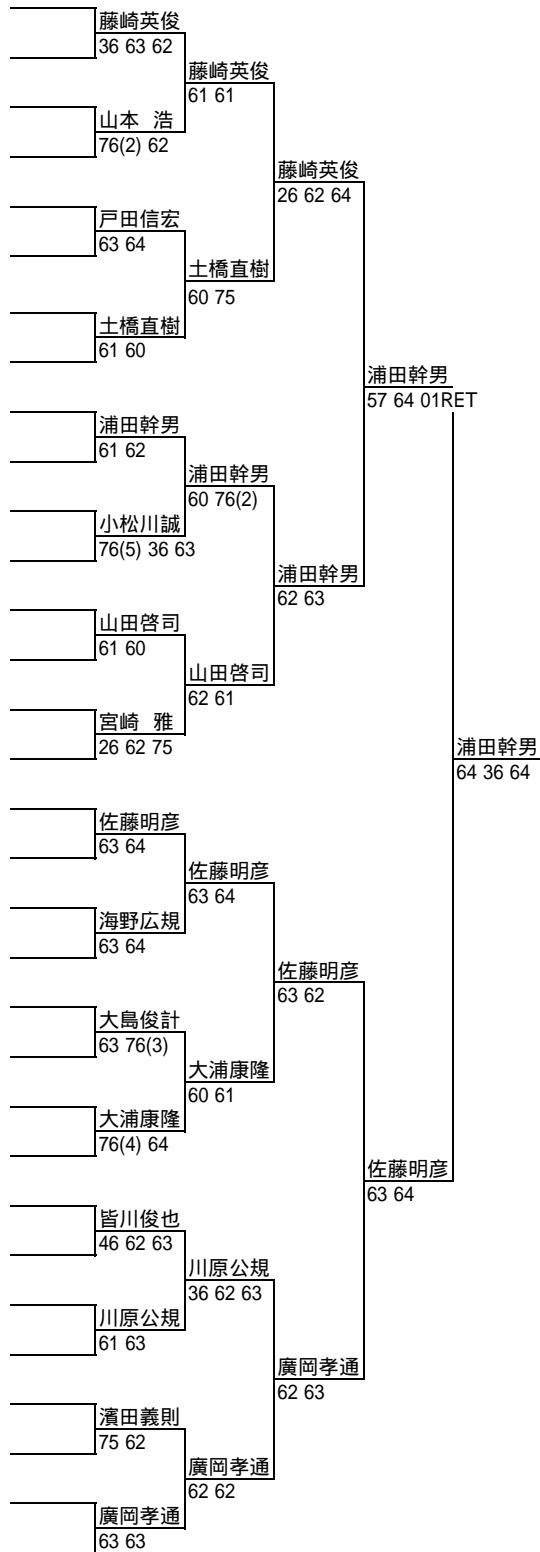 藤崎英俊
36 63 62
藤崎英俊
61 61
山本 浩
76(2) 62
藤崎英俊
26 62 64
戸田信宏
63 64
土橋直樹
60 75
土橋直樹
61 60
浦田幹男
57 64 01RET
浦田幹男
61 62
浦田幹男
60 76(2)
小松川誠
76(5) 36 63
浦田幹男
62 63
山田啓司
61 60
山田啓司
62 61
宮崎 雅
26 62 75
浦田幹男
64 36 64
佐藤明彦
63 64
佐藤明彦
63 64
海野広規
63 64
佐藤明彦
63 62
大島俊計
63 76(3)
大浦康隆
60 61
大浦康隆
76(4) 64
佐藤明彦
63 64
皆川俊也
46 62 63
川原公規
36 62 63
川原公規
61 63
廣岡孝通
62 63
濱田義則
75 62
廣岡孝通
62 62
廣岡孝通
63 63